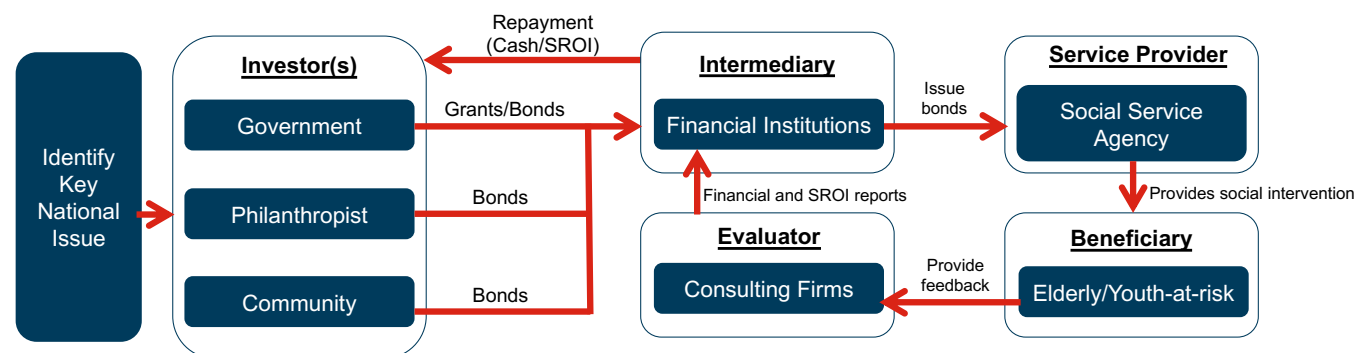 Identify
Key
National
Issue
Investor(s)
Government
Philanthropist
Community
Repayment
(Cash/SROI)
Grants/Bonds
Bonds
Bonds
Intermediary
Financial Institutions
Issue
bonds
Service Provider
Social Service
Agency
Provides social intervention
Beneficiary
Elderly/Youth-at-risk
Provide
feedback
Evaluator
Consulting Firms
Financial and SROI reports